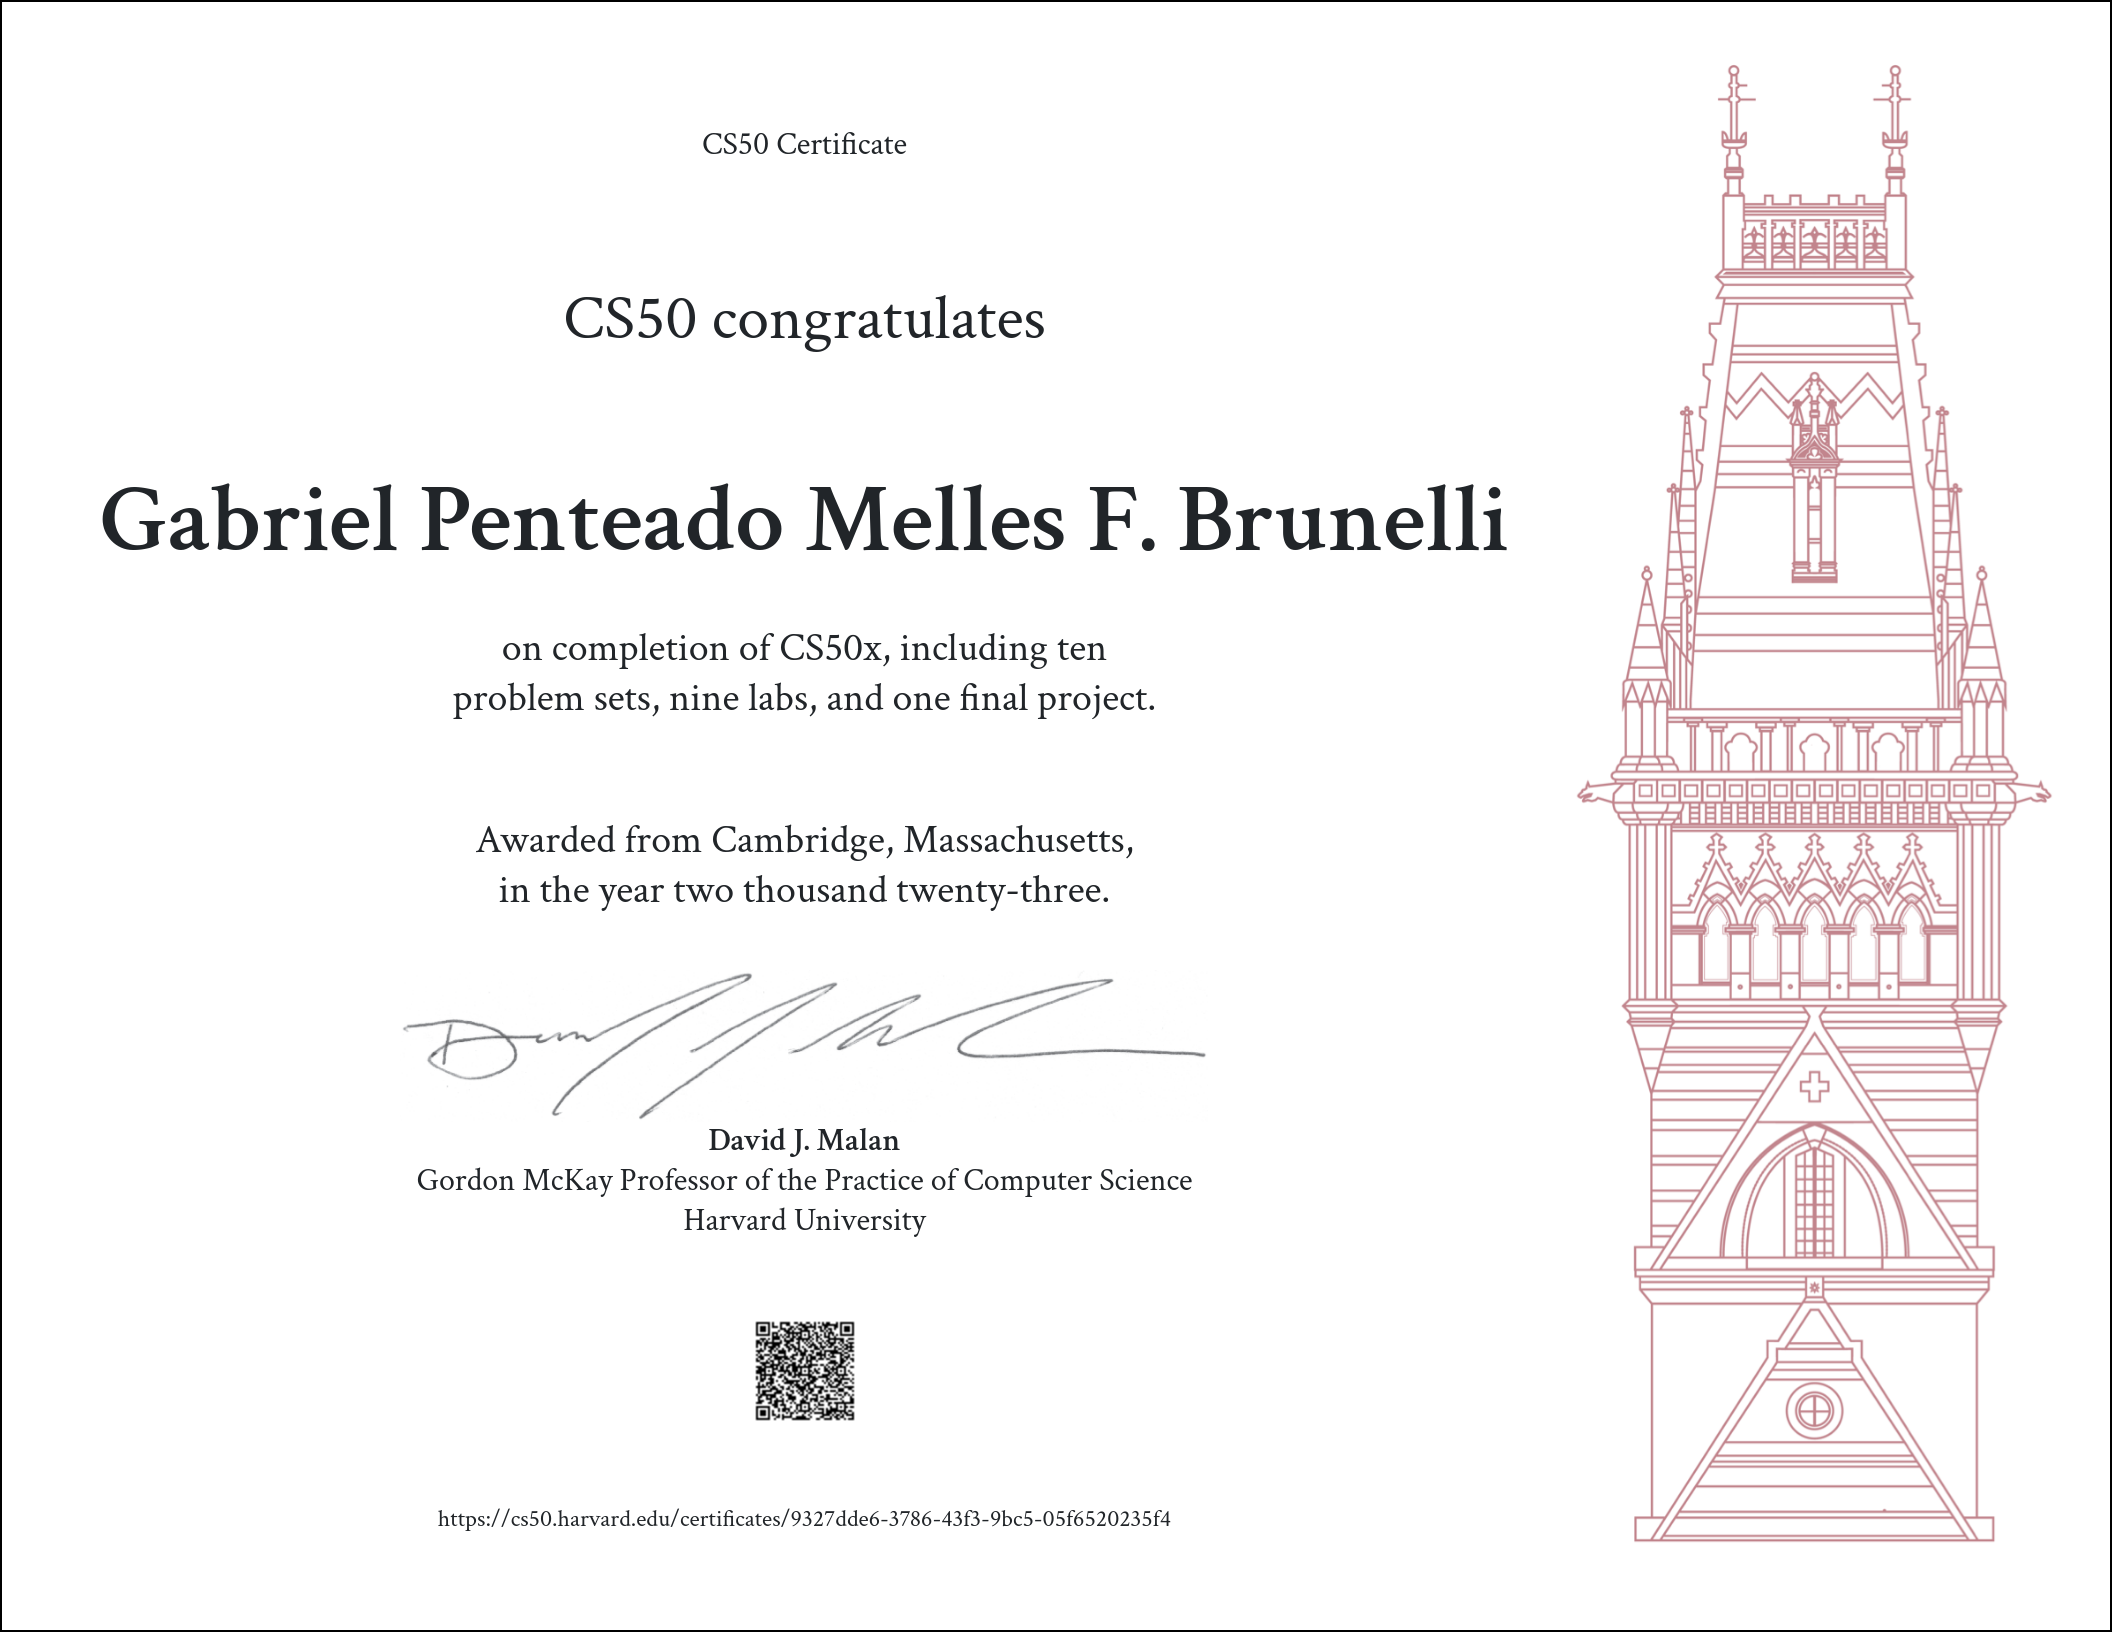 CS50 Certificate
CS50 congratulates
Gabriel Penteado Melles F. Brunelli
on completion of CS50x, including ten
problem sets, nine labs, and one final project.
Awarded from Cambridge, Massachusetts,
in the year two thousand twenty-three.
David J. Malan
Gordon McKay Professor of the Practice of Computer Science
Harvard University
https://cs50.harvard.edu/certificates/9327dde6-3786-43f3-9bc5-05f6520235f4